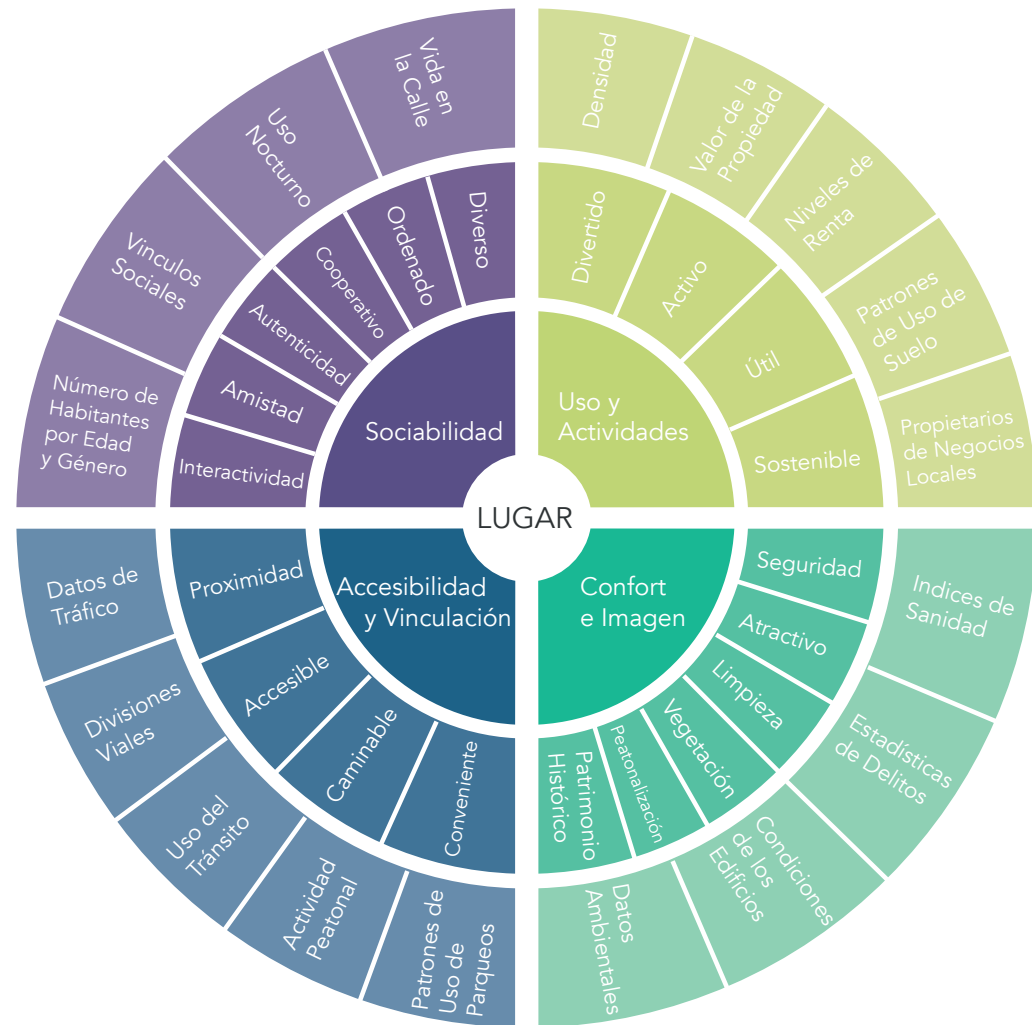 LUGAR
Sociabilidad
Diverso
Ordenado
Cooperativo
Autenticidad
Amistad
Interactividad
Vida en
la Calle
Uso
Nocturno
Vinculos
Sociales
Número de
Habitantes
por Edad
y Género
Uso y
Actividades
Divertido
Activo
Útil
Sostenible
Densidad
Valor de la
Propiedad
Niveles de
Renta
Patrones
de Uso de
Suelo
Propietarios
de Negocios
Locales
Confort
e Imagen
Seguridad
Atractivo
Limpieza
Vegetación
Peatonalización
Patrimonio
Histórico
Indices de
Sanidad
Estadísticas
de Delitos
Condiciones
de los
Edificios
Datos
Ambientales
Accesibilidad
y Vinculación
Proximidad
Accesible
Caminable
Conveniente
Datos de
Tráfico
Divisiones
Viales
Uso del
Tránsito
Actividad
Peatonal
Patrones de
Uso de
Parqueos